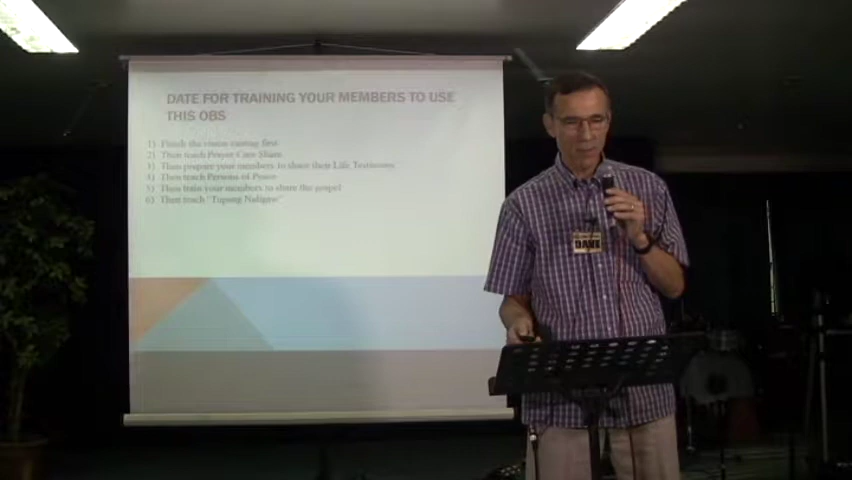 DATE FOR TRAINING YOUR MEMBERS TO USE
THIS OBS
1) Finish the vision casting first
2) Then teach Prayer Care Share
3) Then prepare your members to share their Life Testimony
4) Then teach Persons of Peace
5) Then train your members to share the gospel
6) Then teach "Tupong
DAVE